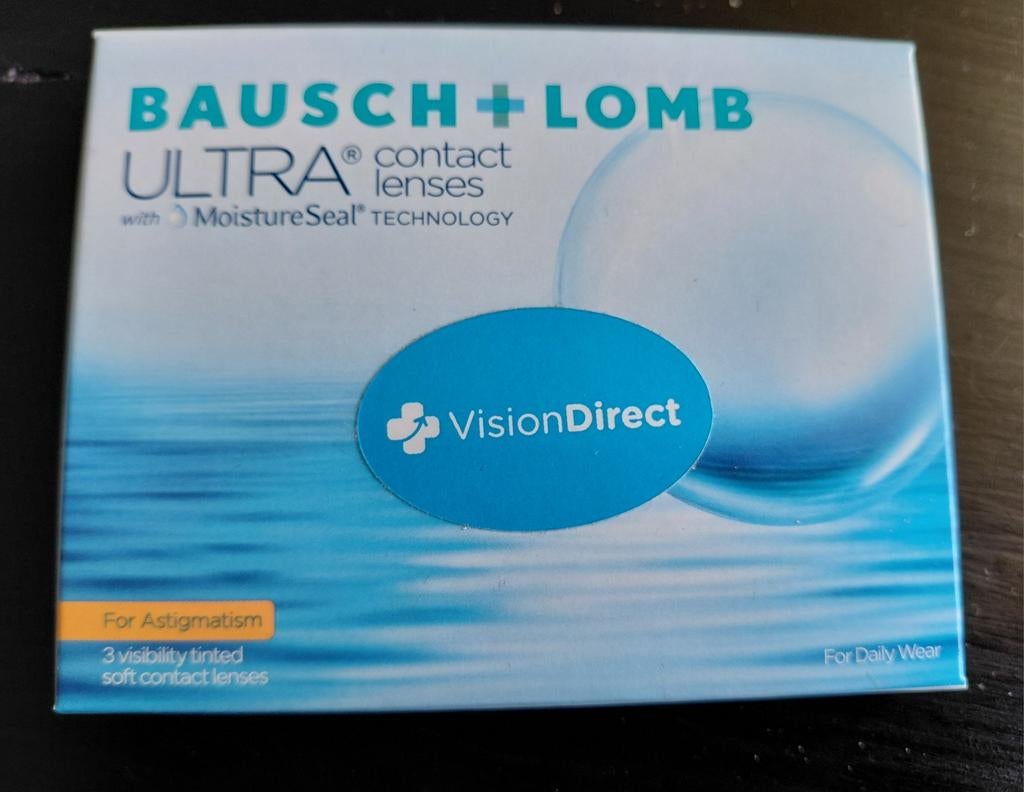 BAUSCH + LOMB
ULTRA® contact lenses
with MoistureSeal® TECHNOLOGY
VisionDirect
For Astigmatism
3 visibility tinted
soft contact lenses
For Daily Wear